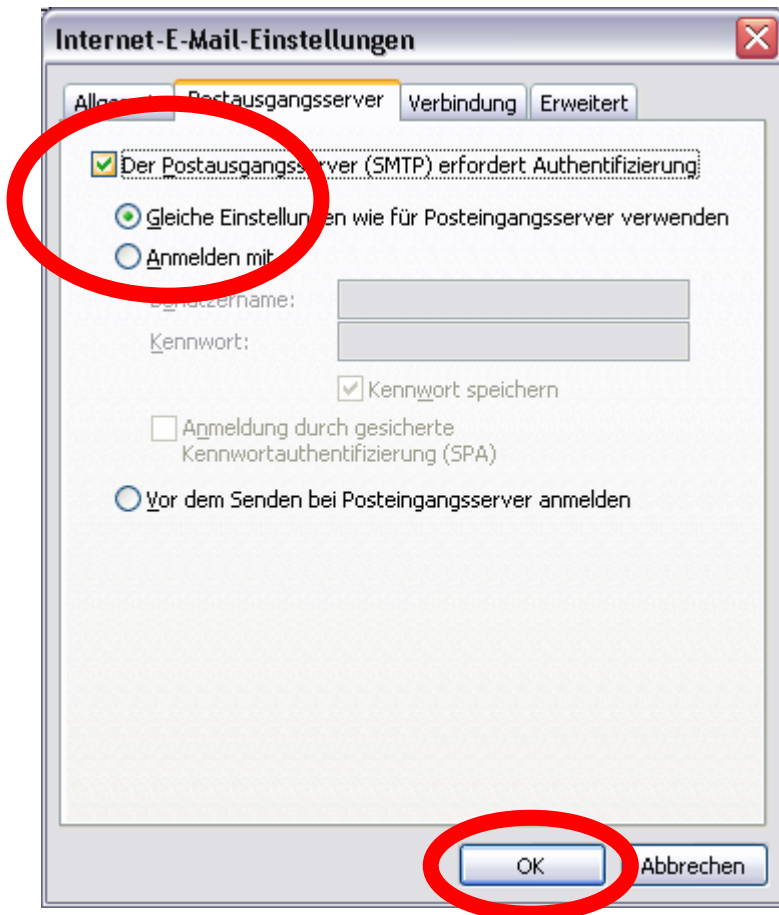 Internet-E-Mail-Einstellungen
Postausgangsserver Verbindung Erweitert
Der Postausgangsserver (SMTP) erfordert Authentifizierung
Gleiche Einstellungen wie für Posteingangsserver verwenden
Anmelden mit
Benutzername:
Kennwort:
Kennwort speichern
Anmeldung durch gesicherte
Kennwortauthentifizierung (SPA)
Vor dem Senden bei Posteingangsserver anmelden
OK Abbrechen